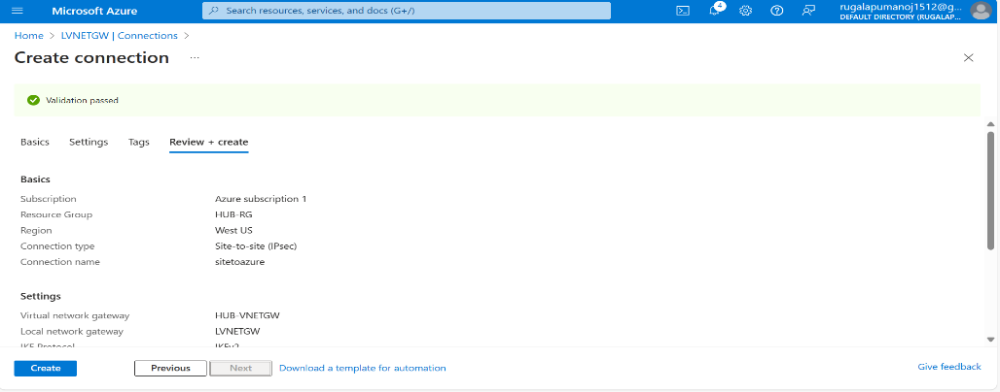 Microsoft Azure
Search resources, services, and docs (G+/)
4
rugalapumanoj1512@g...
DEFAULT DIRECTORY (RUGALAP...
Home > LVNETGW | Connections >
Create connection ...
Validation passed
Basics Settings Tags Review + create
Basics
Subscription Azure subscription 1
Resource Group HUB-RG
Region West US
Connection type Site-to-site (IPsec)
Connection name sitetoazure
Settings
Virtual network gateway HUB-VNETGW
Local network gateway LVNETGW
IKE Protocol IKEv2
Create Previous Next Download a template for automation Give feedback